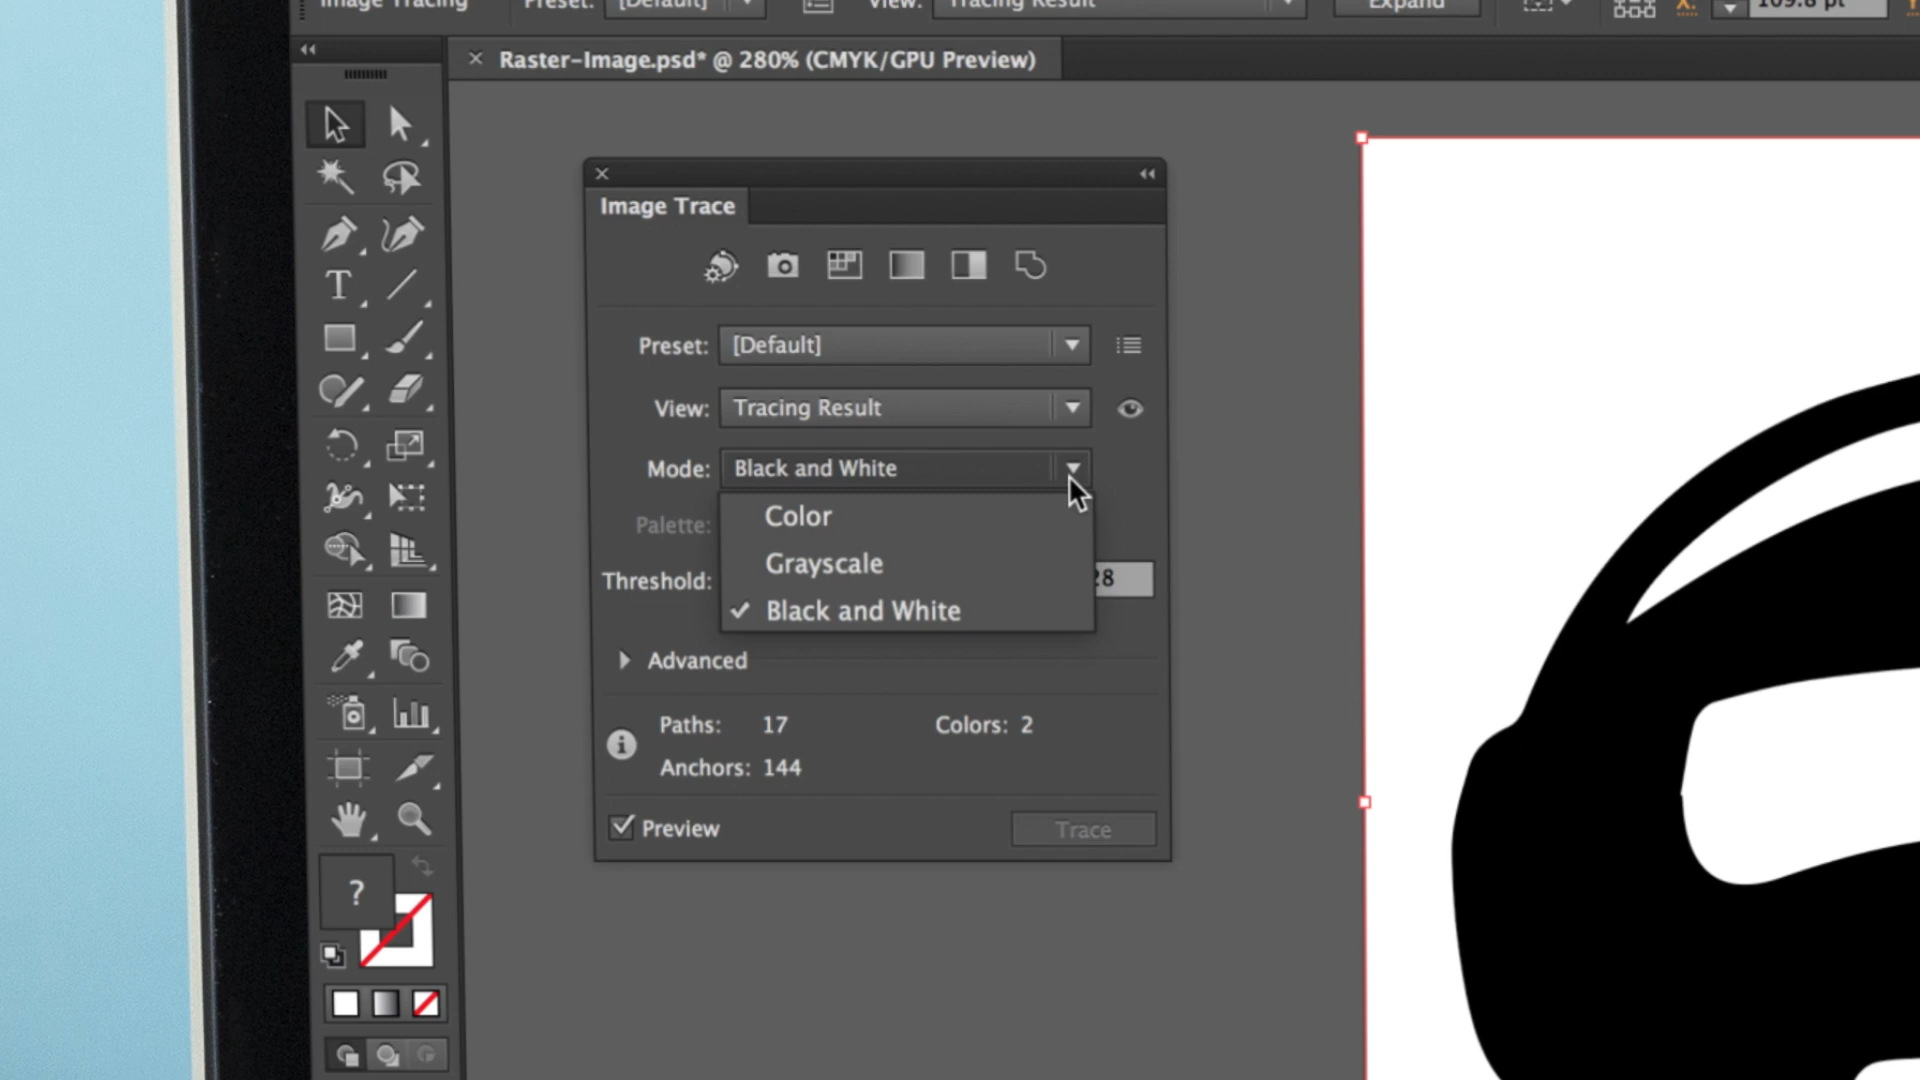 Image Tracing Preset: [Default] View: Tracing Result Expand X: 109.8 pt
Raster-Image.psd* @ 280% (CMYK/GPU Preview)
Image Trace
Preset: [Default]
View: Tracing Result
Mode: Black and White
Color
Palette:
Grayscale
Threshold: 28
Black and White
Advanced
Paths: 17 Colors: 2
Anchors: 144
Preview Trace
T
?